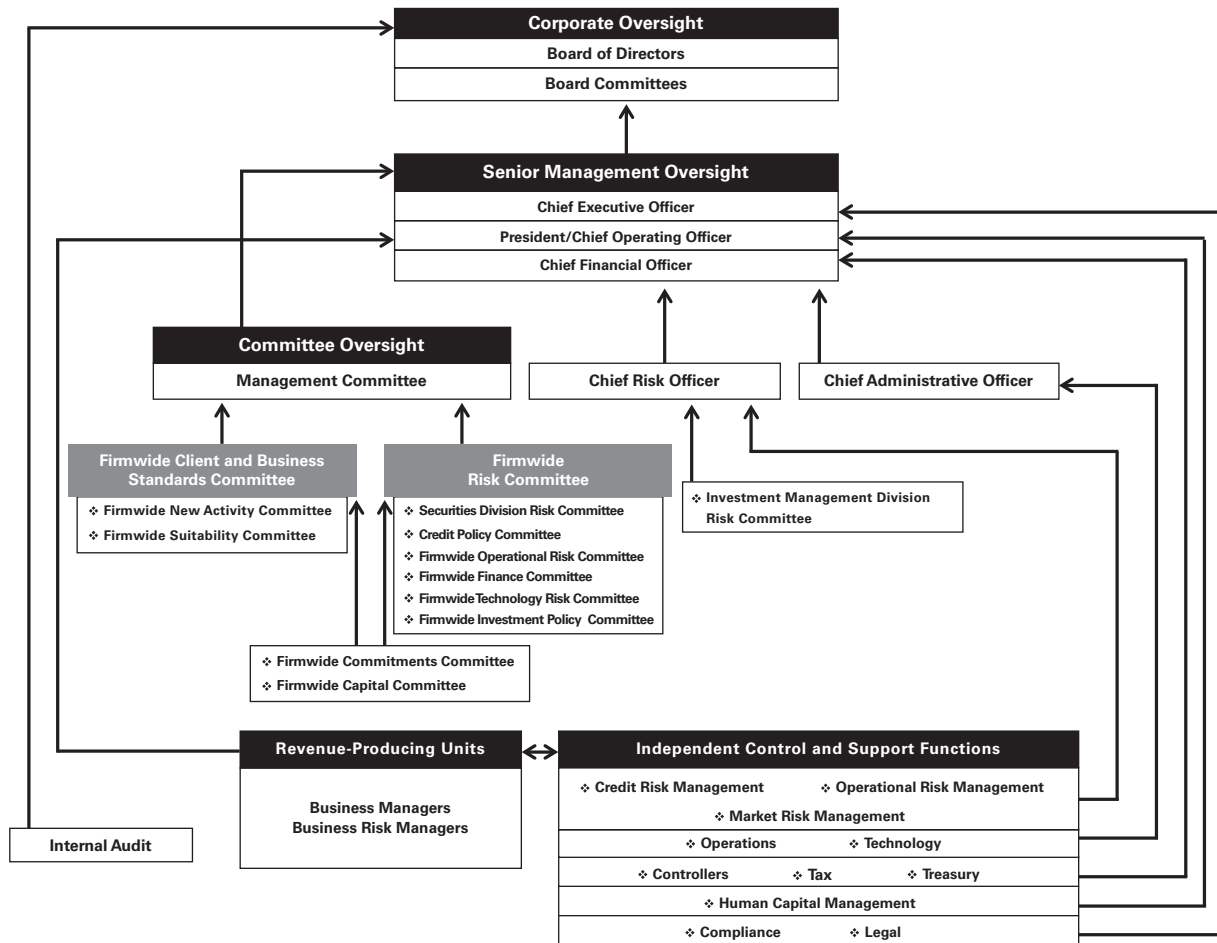 Corporate Oversight
Board of Directors
Board Committees
Senior Management Oversight
Chief Executive Officer
President/Chief Operating Officer
Chief Financial Officer
Committee Oversight
Management Committee
Chief Risk Officer
Chief Administrative Officer
Firmwide Client and Business
Standards Committee
❖ Firmwide New Activity Committee
❖ Firmwide Suitability Committee
Firmwide
Risk Committee
❖ Securities Division Risk Committee
❖ Credit Policy Committee
❖ Firmwide Operational Risk Committee
❖ Firmwide Finance Committee
❖ Firmwide Technology Risk Committee
❖ Firmwide Investment Policy Committee
❖ Investment Management Division
Risk Committee
❖ Firmwide Commitments Committee
❖ Firmwide Capital Committee
Revenue-Producing Units
Business Managers
Business Risk Managers
Independent Control and Support Functions
❖ Credit Risk Management ❖ Operational Risk Management
❖ Market Risk Management
❖ Operations ❖ Technology
❖ Controllers ❖ Tax ❖ Treasury
❖ Human Capital Management
❖ Compliance ❖ Legal
Internal Audit